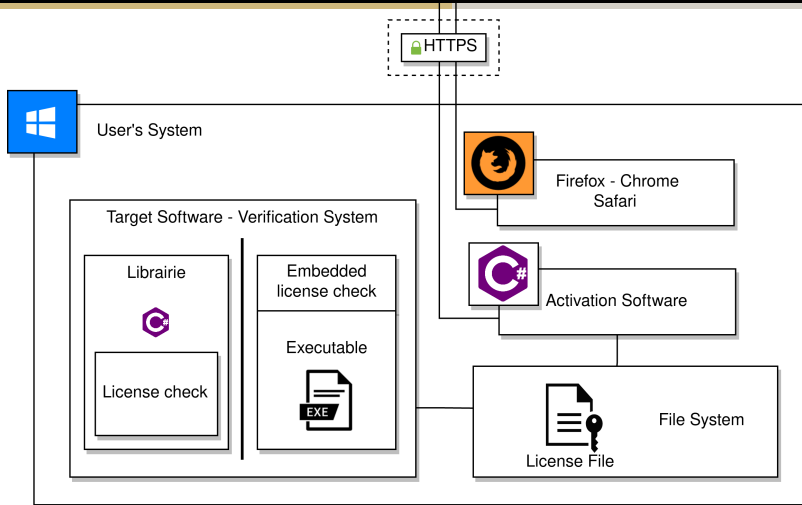 HTTPS
User's System
Firefox - Chrome
Safari
Target Software - Verification System
Librairie
C#
License check
Embedded
license check
Executable
EXE
C#
Activation Software
License File
File System